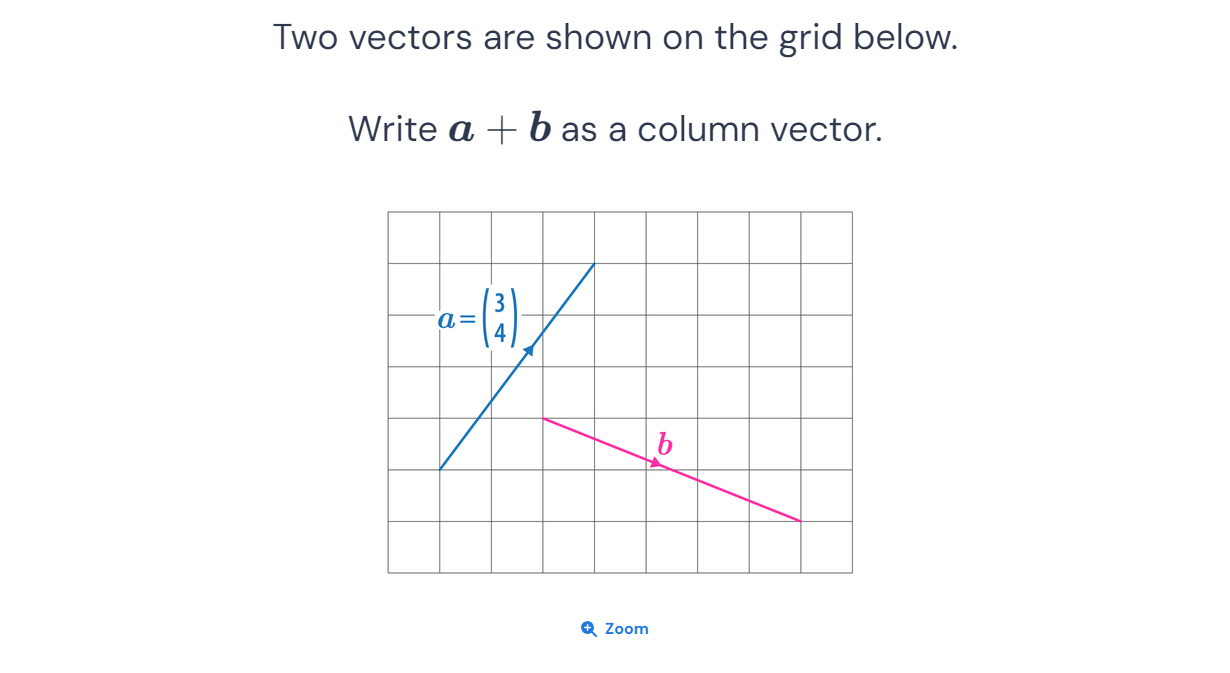 Two vectors are shown on the grid below.
Write a + b as a column vector.
a = (3
4)
b
Zoom